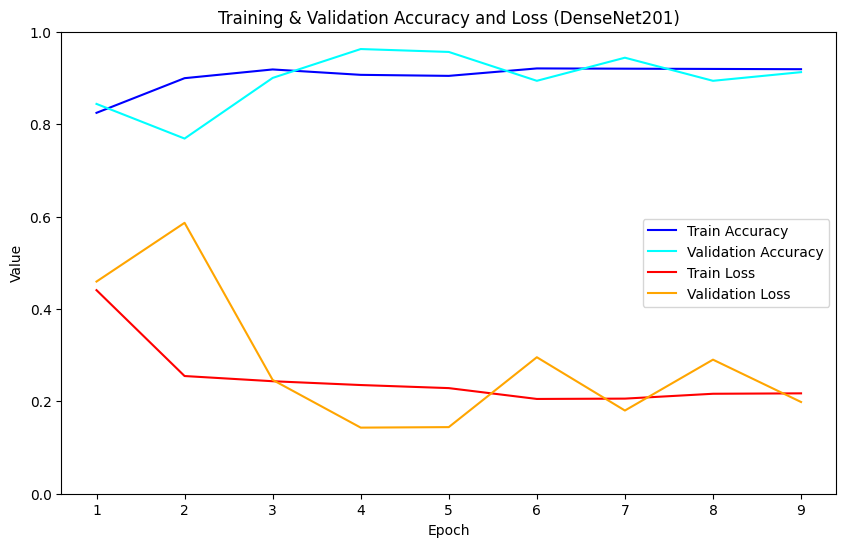 Training & Validation Accuracy and Loss (DenseNet201)
1.0
0.8
0.6
0.4
0.2
0.0
Value
Train Accuracy
Validation Accuracy
Train Loss
Validation Loss
1 2 3 4 5 6 7 8 9
Epoch